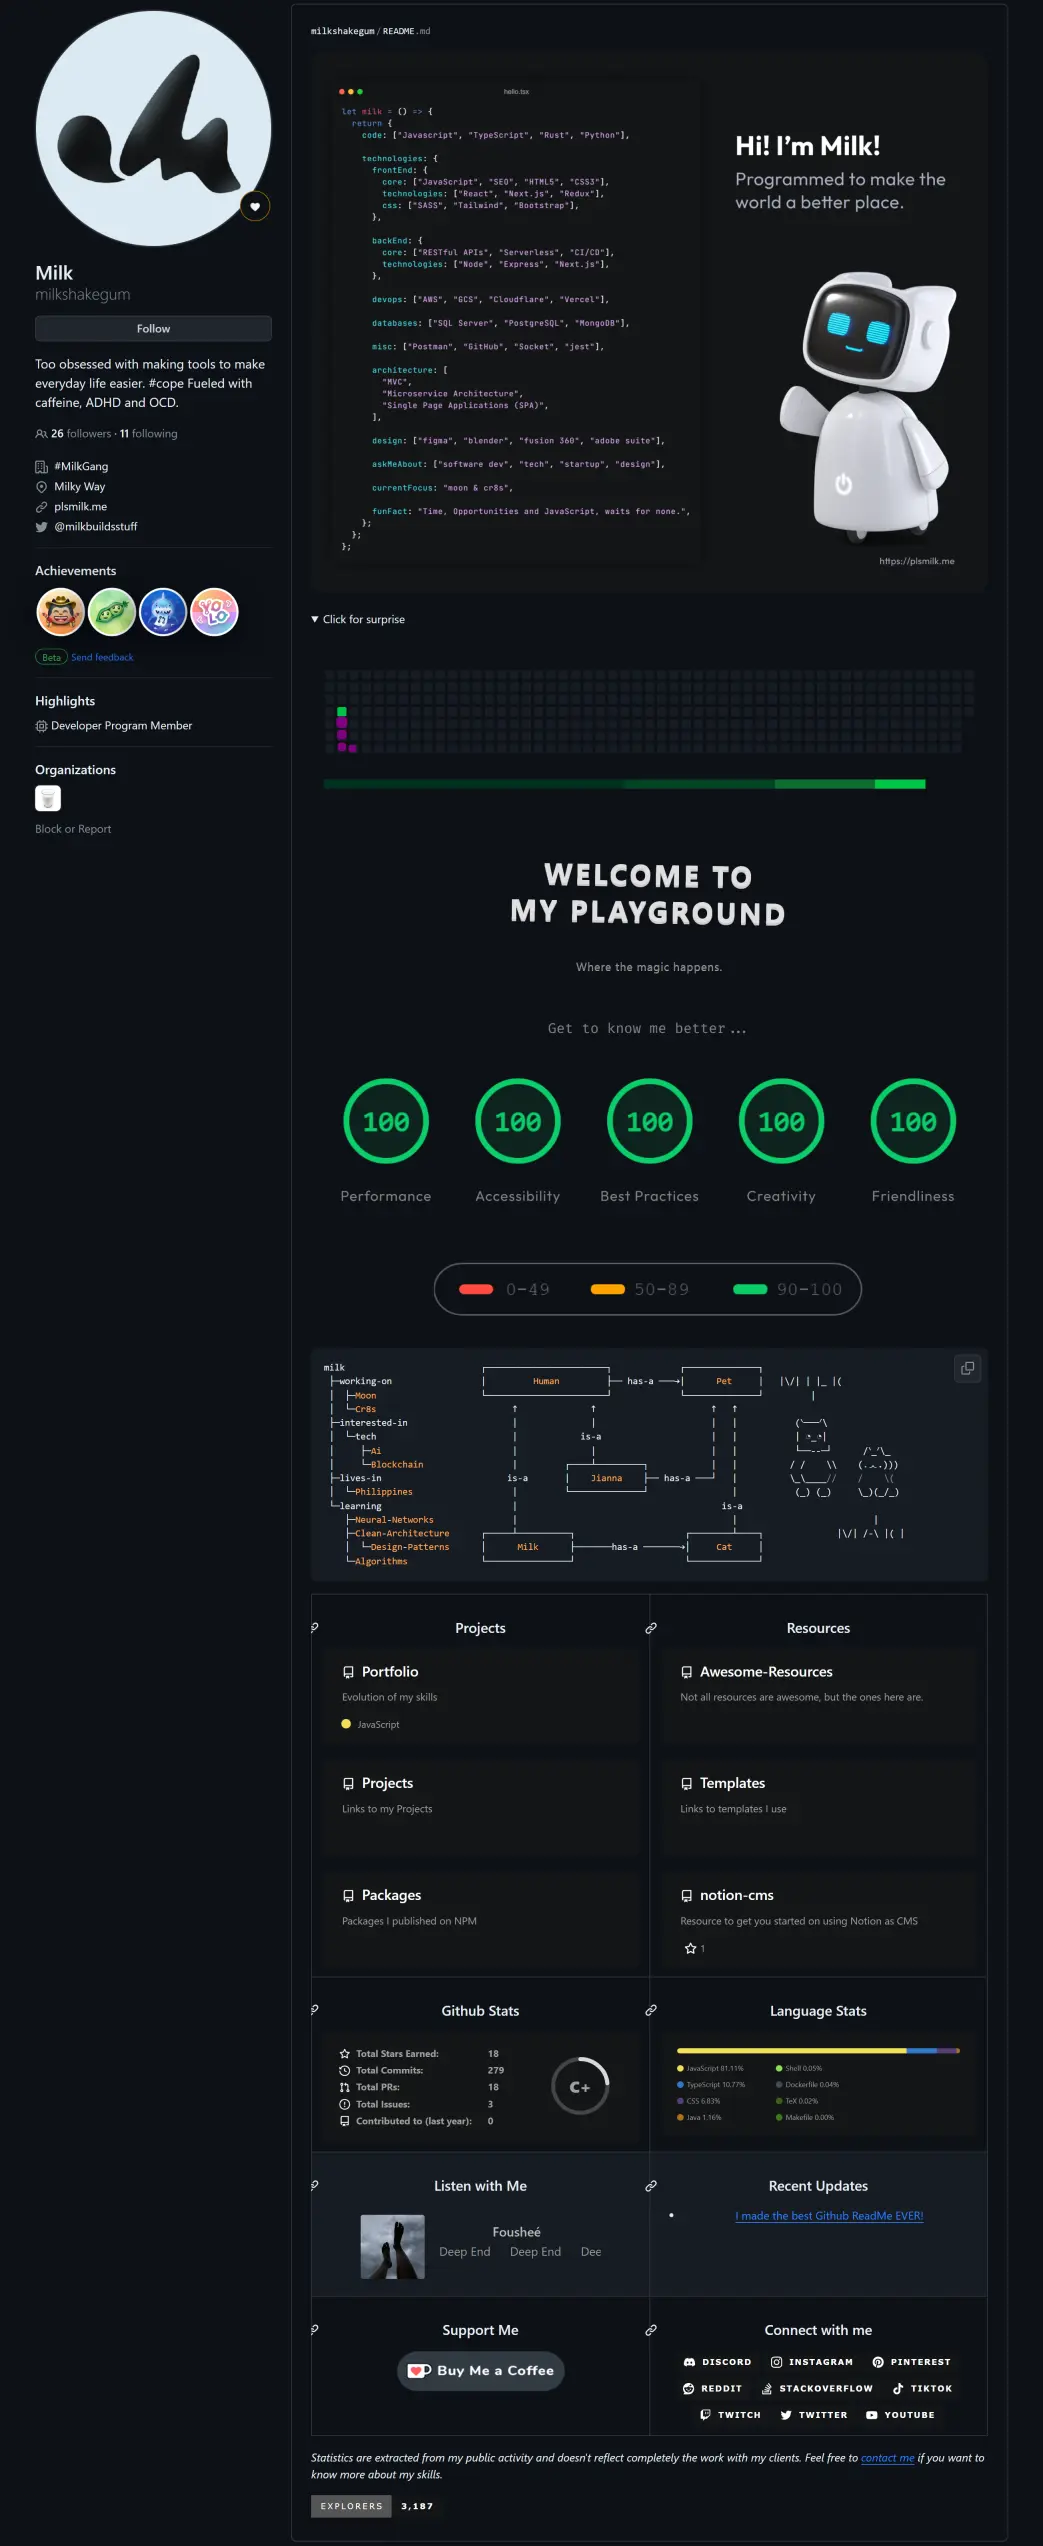 Milk
milkshakegum
Follow
Too obsessed with making tools to make
everyday life easier. #cope Fueled with
caffeine, ADHD and OCD.
26 followers · 11 following
#MilkGang
Milky Way
plsmilk.me
@milkbuildsstuff
Achievements
YOLO
Beta Send feedback
Highlights
Developer Program Member
Organizations
Block or Report
milkshakegum/README.md
hello.tsx
let milk = () => {
return {
code: ["Javascript", "TypeScript", "Rust", "Python"],
technologies: {
frontEnd: {
core: ["JavaScript", "SEO", "HTML5", "CSS3"],
technologies: ["React", "Next.js", "Redux"],
css: ["SASS", "Tailwind", "Bootstrap"],
},
backEnd: {
core: ["RESTful APIs", "Serverless", "CI/CD"],
technologies: ["Node", "Express", "Next.js"],
},
devops: ["AWS", "GCS", "Cloudflare", "Vercel"],
databases: ["SQL Server", "PostgreSQL", "MongoDB"],
misc: ["Postman", "GitHub", "Socket", "jest"],
architecture: [
"MVC",
"Microservice Architecture",
"Single Page Applications (SPA)",
],
design: ["figma", "blender", "fusion 360", "adobe suite"],
askMeAbout: ["software dev", "tech", "startup", "design"],
currentFocus: "moon & cr8s",
funFact: "Time, Opportunities and JavaScript, waits for none.",
};
};
};
Hi! I'm Milk!
Programmed to make the
world a better place.
https://plsmilk.me
▼ Click for surprise
WELCOME TO
MY PLAYGROUND
Where the magic happens.
Get to know me better...
100 100 100 100 100
Performance Accessibility Best Practices Creativity Friendliness
0-49 50-89 90-100
milk
├─working-on
│ ├─Moon
│ └─Cr8s
├─interested-in
│ └─tech
│ ├─Ai
│ └─Blockchain
├─lives-in
│ └─Philippines
└─learning
├─Neural-Networks
├─Clean-Architecture
│ └─Design-Patterns
└─Algorithms
Human has-a Pet
is-a
is-a Jianna has-a
is-a
Milk has-a Cat
Projects
Portfolio
Evolution of my skills
JavaScript
Projects
Links to my Projects
Packages
Packages I published on NPM
Resources
Awesome-Resources
Not all resources are awesome, but the ones here are.
Templates
Links to templates I use
notion-cms
Resource to get you started on using Notion as CMS
1
Github Stats
Total Stars Earned: 18
Total Commits: 279
Total PRs: 18
Total Issues: 3
Contributed to (last year): 0
C+
Language Stats
JavaScript 81.11%
TypeScript 10.77%
CSS 6.83%
Java 1.16%
Shell 0.05%
Dockerfile 0.04%
TeX 0.02%
Makefile 0.00%
Listen with Me
Fousheé
Deep End Deep End Dee
Recent Updates
• I made the best Github ReadMe EVER!
Support Me
Buy Me a Coffee
Connect with me
DISCORD INSTAGRAM PINTEREST
REDDIT STACKOVERFLOW TIKTOK
TWITCH TWITTER YOUTUBE
Statistics are extracted from my public activity and doesn't reflect completely the work with my clients. Feel free to contact me if you want to
know more about my skills.
EXPLORERS 3,187